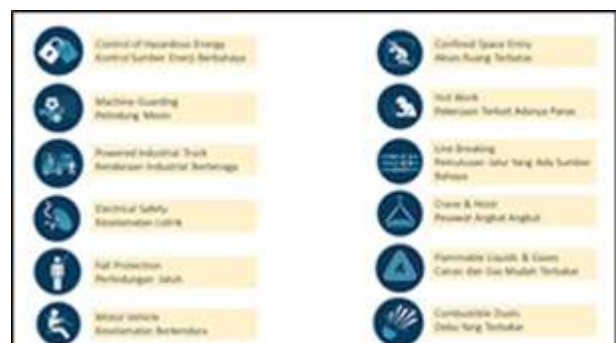 Control of Hazardous Energy
Kontrol Sumber Energi Berbahaya
Machine Guarding
Pelindung Mesin
Powered Industrial Truck
Kendaraan Industrial Bertenaga
Electrical Safety
Keselamatan Listrik
Fall Protection
Perlindungan Jatuh
Motor Vehicle
Keselamatan Berkendara
Confined Space Entry
Akses Ruang Terbatas
Hot Work
Pekerjaan Terkait Adanya Panas
Line Breaking
Pemutusan Jalur Yang Ada Sumber
Bahaya
Crane & Hoist
Pesawat Angkat Angkut
Flammable Liquids & Gases
Cairan dan Gas Mudah Terbakar
Combustible Dusts
Debu Yang Terbakar